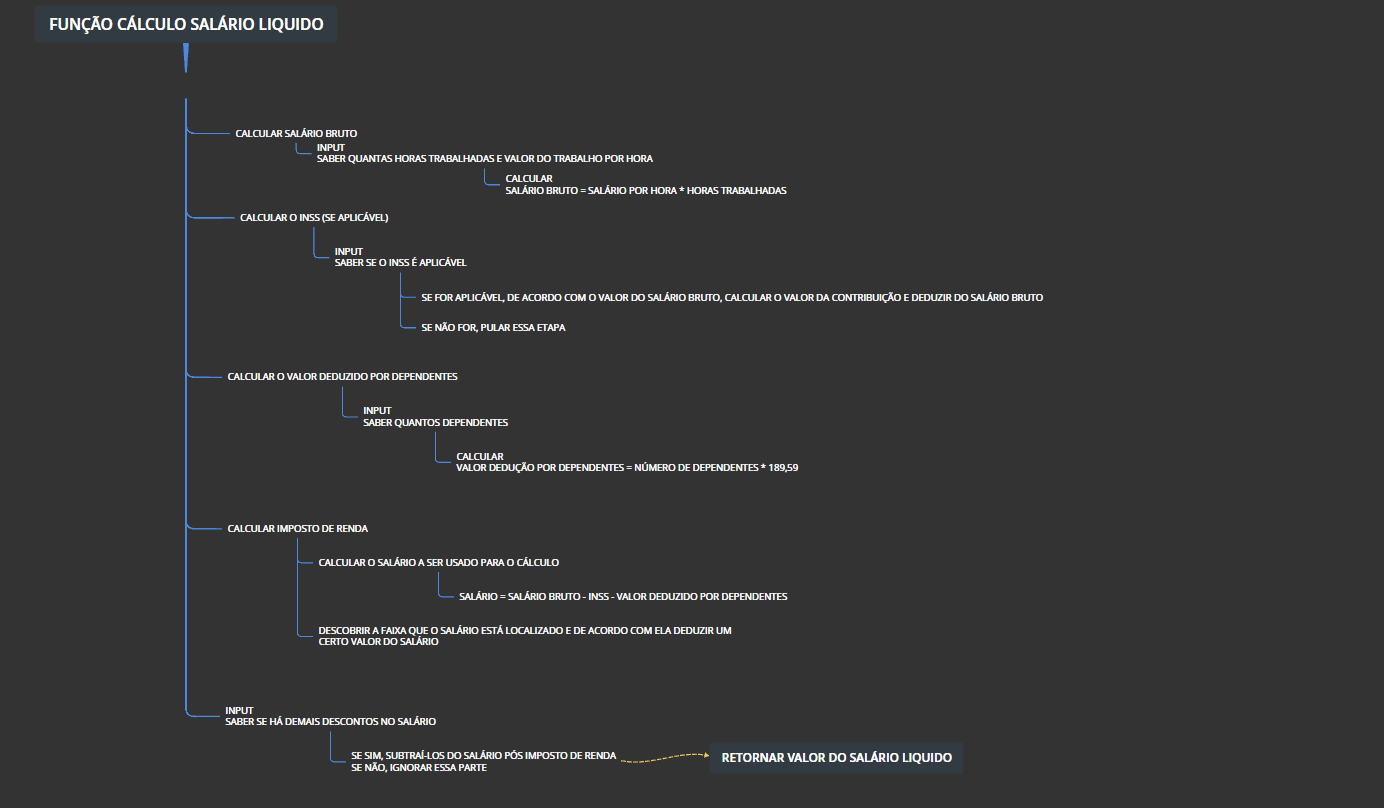 FUNÇÃO CÁLCULO SALÁRIO LIQUIDO
CALCULAR SALÁRIO BRUTO
INPUT
SABER QUANTAS HORAS TRABALHADAS E VALOR DO TRABALHO POR HORA
CALCULAR
SALÁRIO BRUTO = SALÁRIO POR HORA * HORAS TRABALHADAS
CALCULAR O INSS (SE APLICÁVEL)
INPUT
SABER SE O INSS É APLICÁVEL
SE FOR APLICÁVEL, DE ACORDO COM O VALOR DO SALÁRIO BRUTO, CALCULAR O VALOR DA CONTRIBUIÇÃO E DEDUZIR DO SALÁRIO BRUTO
SE NÃO FOR, PULAR ESSA ETAPA
CALCULAR O VALOR DEDUZIDO POR DEPENDENTES
INPUT
SABER QUANTOS DEPENDENTES
CALCULAR
VALOR DEDUÇÃO POR DEPENDENTES = NÚMERO DE DEPENDENTES * 189,59
CALCULAR IMPOSTO DE RENDA
CALCULAR O SALÁRIO A SER USADO PARA O CÁLCULO
SALÁRIO = SALÁRIO BRUTO - INSS - VALOR DEDUZIDO POR DEPENDENTES
DESCOBRIR A FAIXA QUE O SALÁRIO ESTÁ LOCALIZADO E DE ACORDO COM ELA DEDUZIR UM
CERTO VALOR DO SALÁRIO
INPUT
SABER SE HÁ DEMAIS DESCONTOS NO SALÁRIO
SE SIM, SUBTRAÍ-LOS DO SALÁRIO PÓS IMPOSTO DE RENDA
SE NÃO, IGNORAR ESSA PARTE
RETORNAR VALOR DO SALÁRIO LIQUIDO